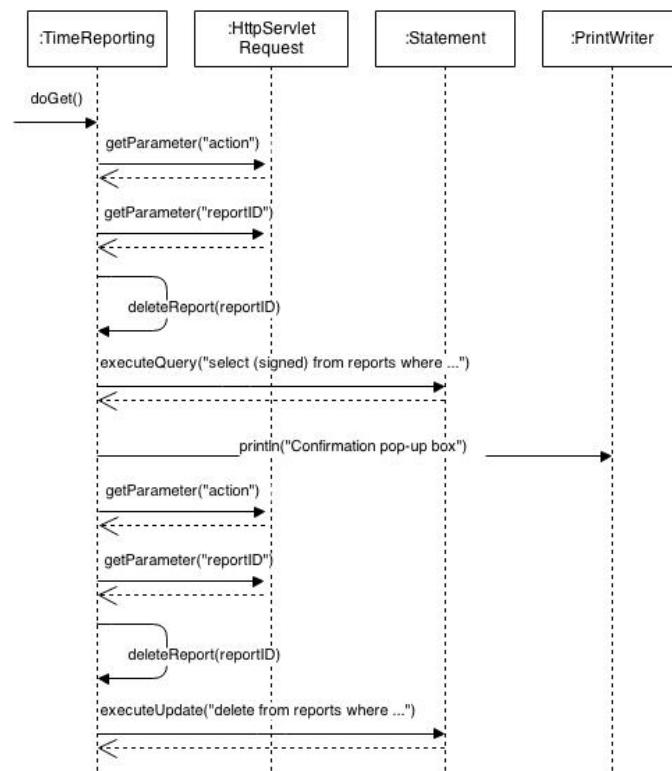 :TimeReporting
:HttpServlet
Request
:Statement
:PrintWriter
doGet()
getParameter("action")
getParameter("reportID")
deleteReport(reportID)
executeQuery("select (signed) from reports where ...")
println("Confirmation pop-up box")
getParameter("action")
getParameter("reportID")
deleteReport(reportID)
executeUpdate("delete from reports where ...")